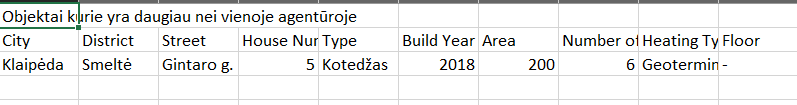 Objektai kurie yra daugiau nei vienoje agentūroje
City District Street House Nur Type Build Year Area Number of Heating Ty Floor
Klaipėda Smeltė Gintaro g. 5 Kotedžas 2018 200 6 Geotermin -